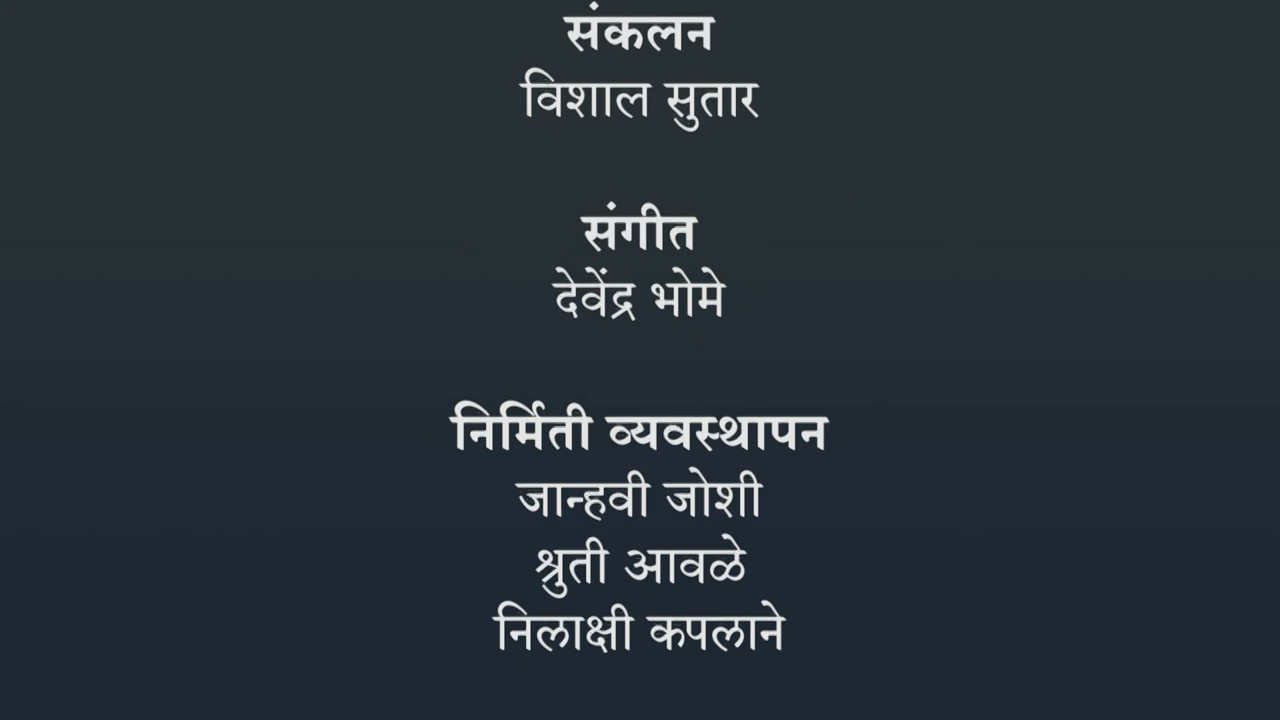 संकलन
विशाल सुतार
संगीत
देवेंद्र भोमे
निर्मिती व्यवस्थापन
जान्हवी जोशी
श्रुती आवळे
निलाक्षी कपलाने